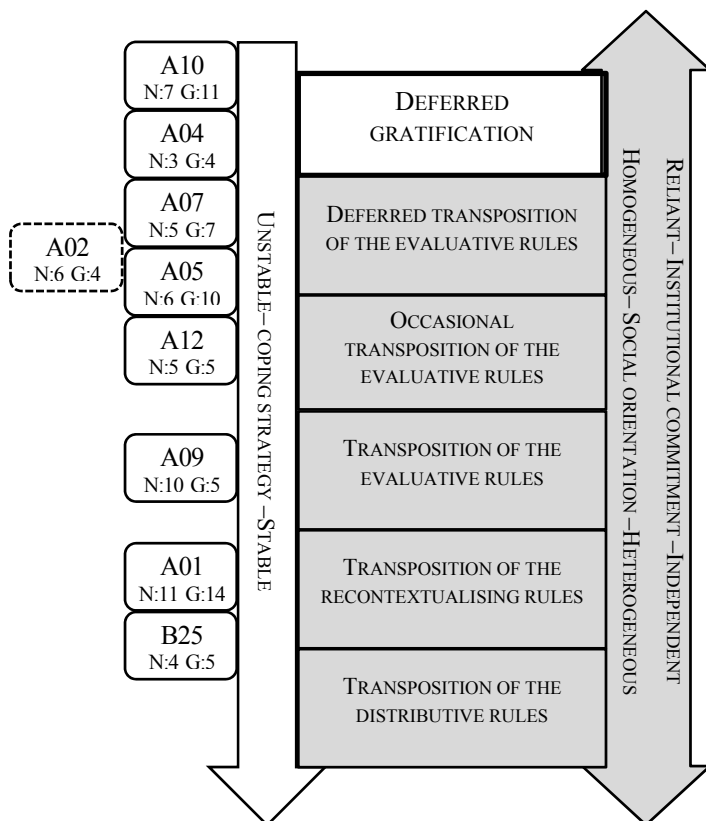 A10
N:7 G:11
A04
N:3 G:4
A07
N:5 G:7
A02
N:6 G:4
A05
N:6 G:10
A12
N:5 G:5
A09
N:10 G:5
A01
N:11 G:14
B25
N:4 G:5
UNSTABLE– COPING STRATEGY –STABLE
DEFERRED
GRATIFICATION
DEFERRED TRANSPOSITION
OF THE EVALUATIVE RULES
OCCASIONAL
TRANSPOSITION OF THE
EVALUATIVE RULES
TRANSPOSITION OF THE
EVALUATIVE RULES
TRANSPOSITION OF THE
RECONTEXTUALISING RULES
TRANSPOSITION OF THE
DISTRIBUTIVE RULES
RELIANT– INSTITUTIONAL COMMITMENT –INDEPENDENT
HOMOGENEOUS– SOCIAL ORIENTATION –HETEROGENEOUS